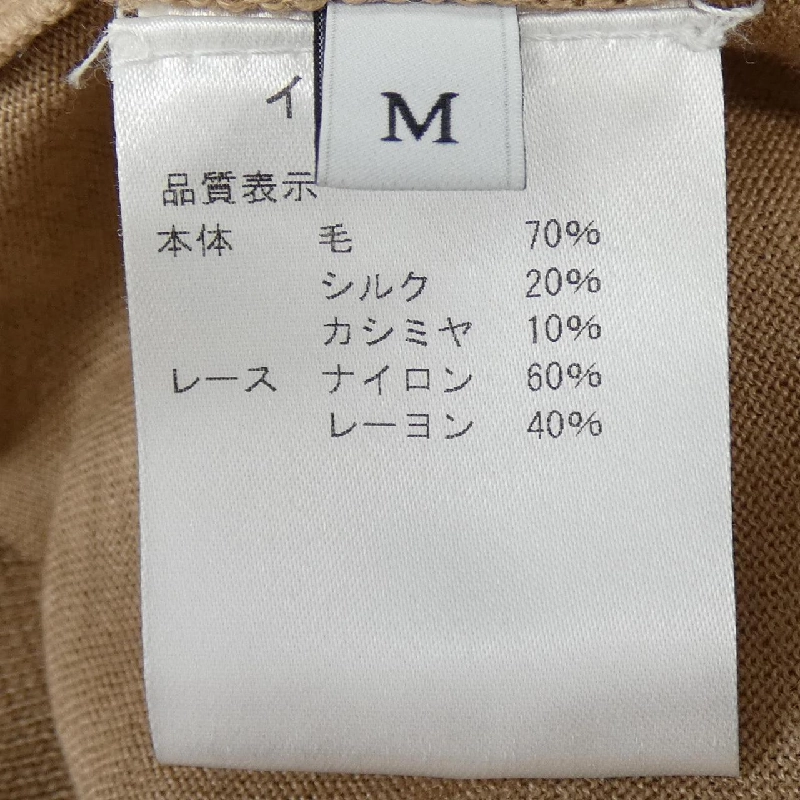 M
品質表示
本体 毛 70%
シルク 20%
カシミヤ 10%
レース ナイロン 60%
レーヨン 40%